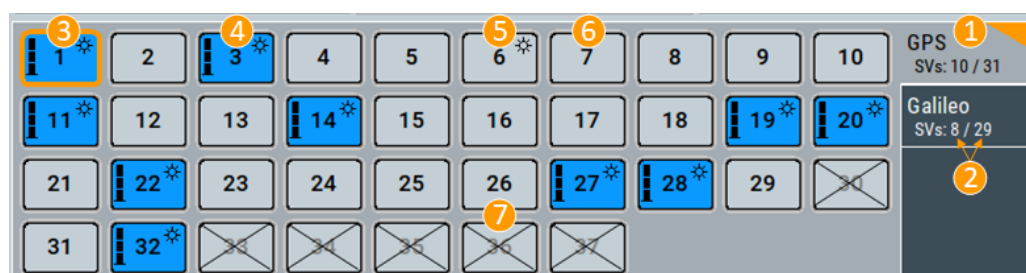 3 4 5 6
1 2 3 4 5 6 7 8 9 10
GPS 1
SVs: 10 / 31
11 12 13 14 15 16 17 18 19 20
Galileo
SVs: 8 / 29
2
21 22 23 24 25 26 27 28 29 30
7
31 32 33 34 35 36 37